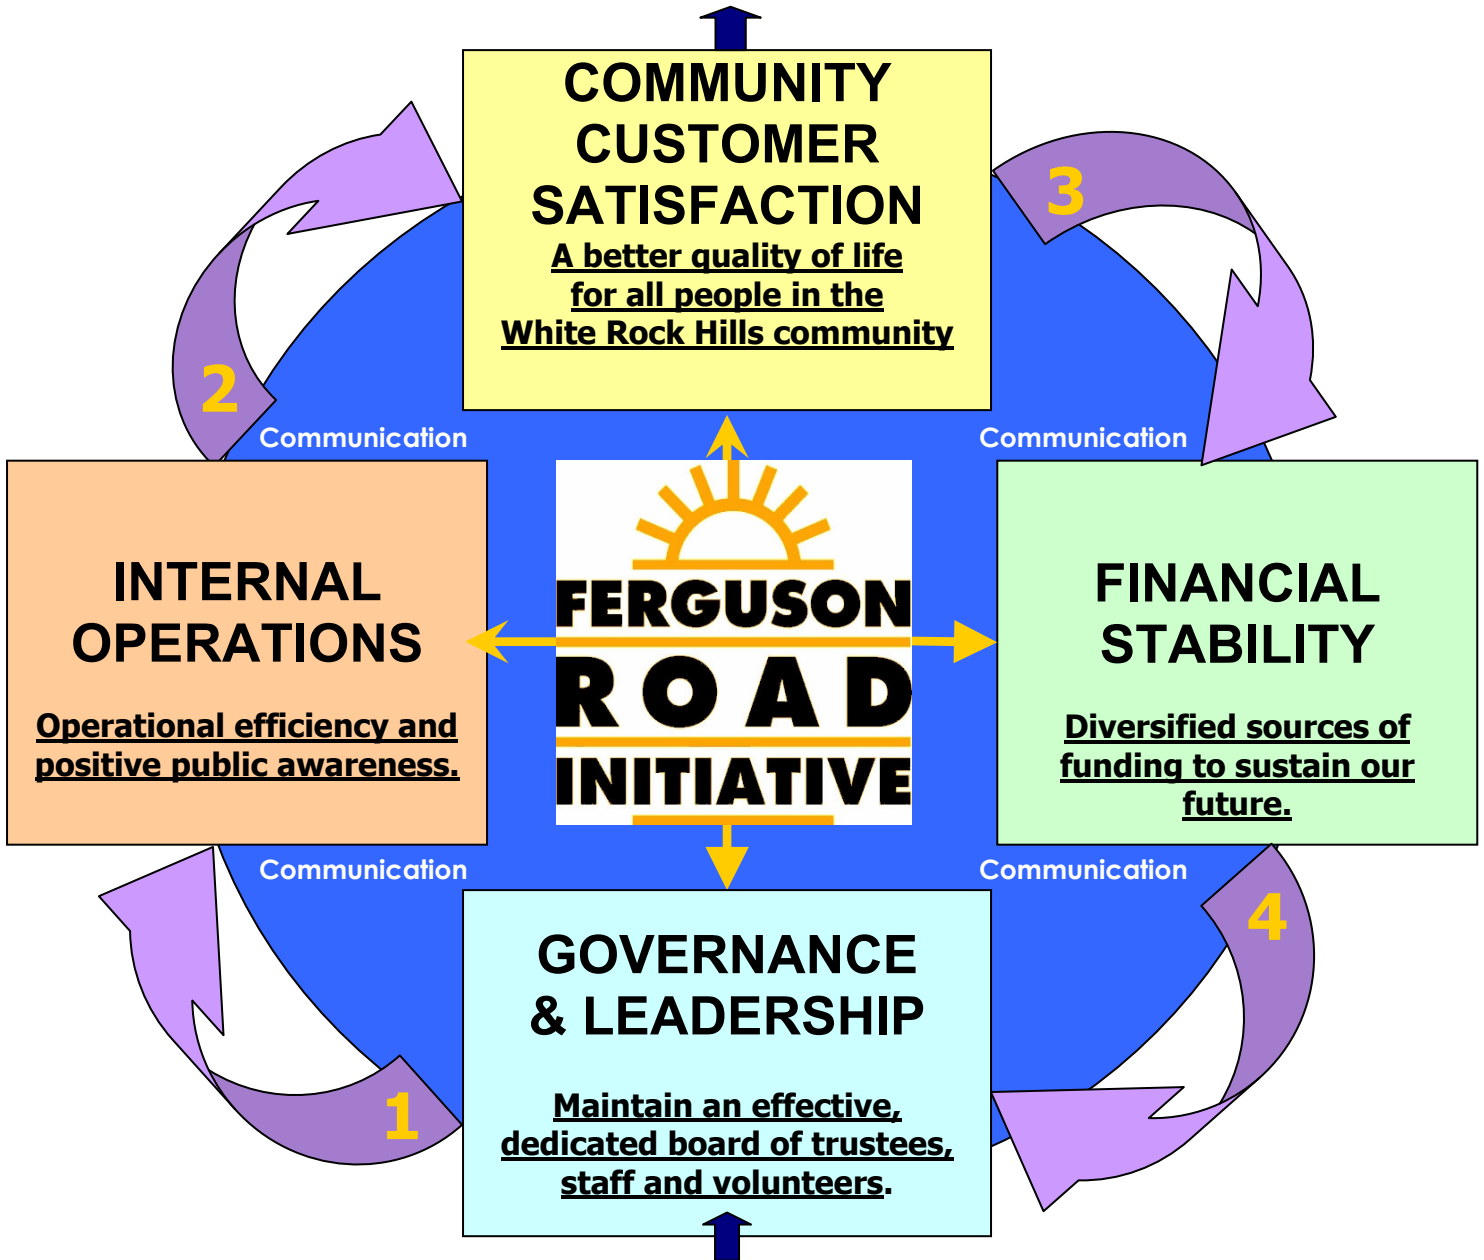 COMMUNITY
CUSTOMER
SATISFACTION
A better quality of life
for all people in the
White Rock Hills community
3
2
Communication
Communication
INTERNAL
OPERATIONS
Operational efficiency and
positive public awareness.
FERGUSON
ROAD
INITIATIVE
FINANCIAL
STABILITY
Diversified sources of
funding to sustain our
future.
Communication
Communication
4
1
GOVERNANCE
& LEADERSHIP
Maintain an effective,
dedicated board of trustees,
staff and volunteers.